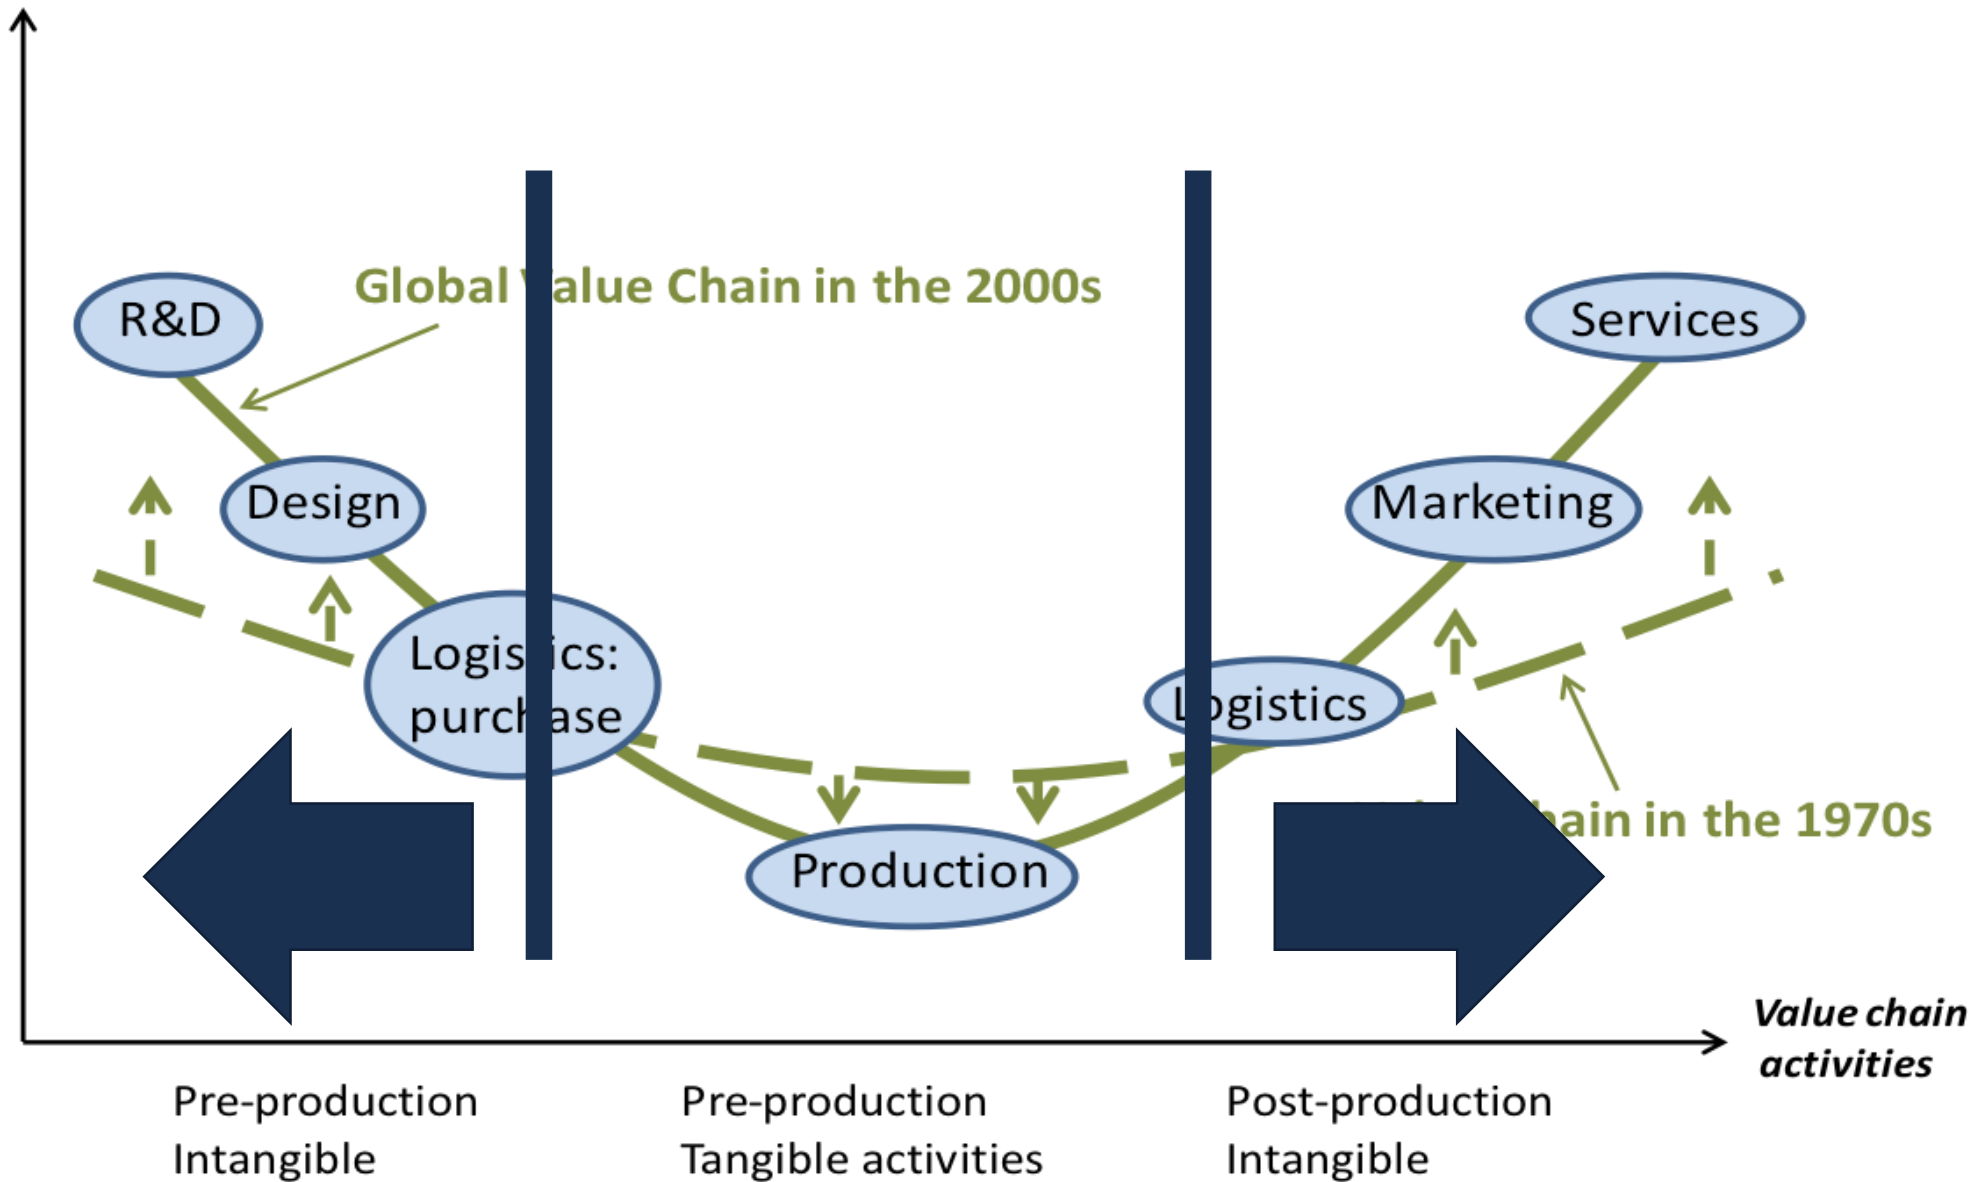 Global Value Chain in the 2000s
R&D
Services
Design
Marketing
Logistics:
purchase
Logistics
Production
Chain in the 1970s
Value chain
activities
Pre-production
Intangible
Pre-production
Tangible activities
Post-production
Intangible